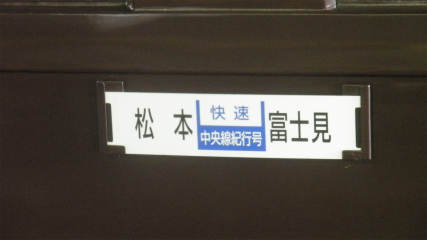 松本
快速
中央線紀行号
富士見